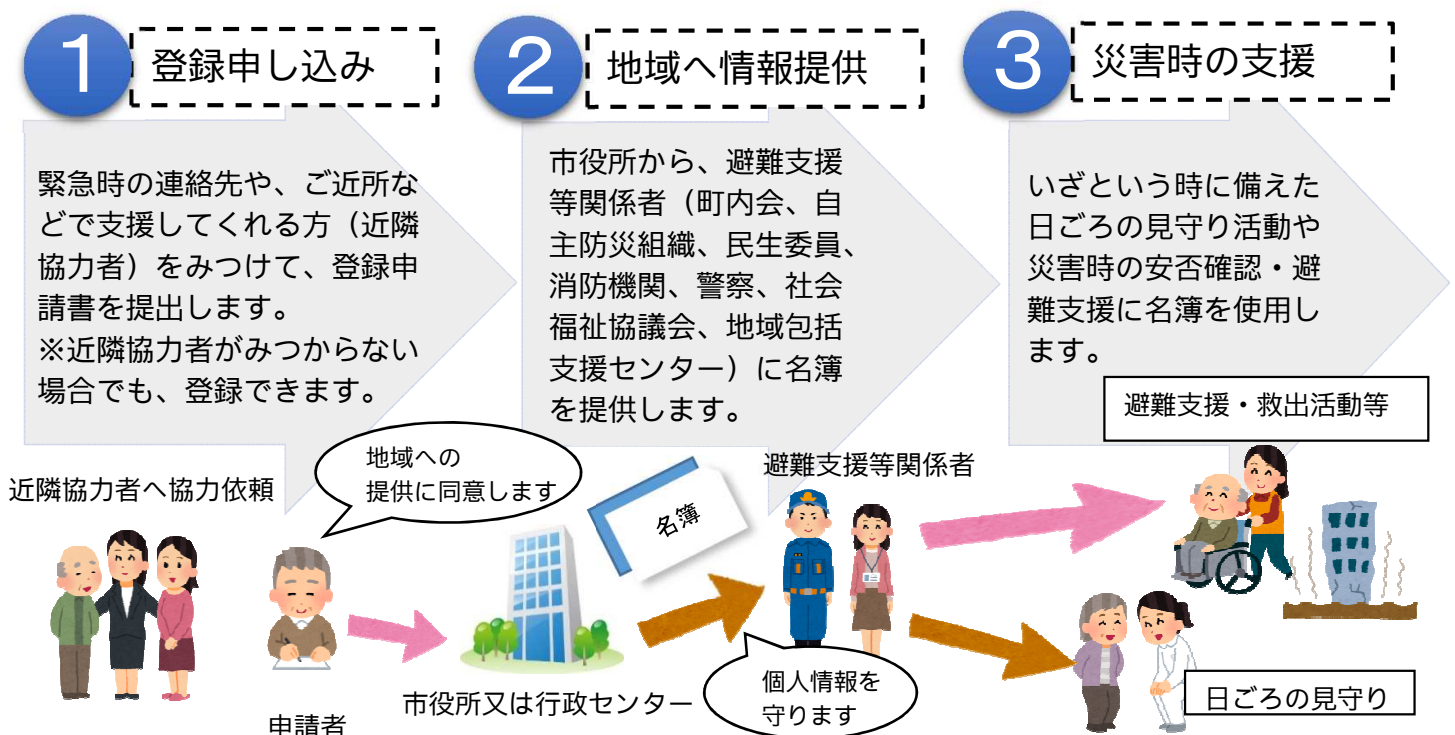 1
登録申し込み
緊急時の連絡先や、ご近所な
どで支援してくれる方（近隣
協力者）をみつけて、登録申
請書を提出します。
※近隣協力者がみつからない
場合でも、登録できます。
2
地域へ情報提供
市役所から、避難支援
等関係者（町内会、自
主防災組織、民生委員、
消防機関、警察、社会
福祉協議会、地域包括
支援センター）に名簿
を提供します。
3
災害時の支援
いざという時に備えた
日ごろの見守り活動や
災害時の安否確認・避
難支援に名簿を使用し
ます。
近隣協力者へ協力依頼
地域への
提供に同意します
申請者
市役所又は行政センター
名簿
避難支援等関係者
個人情報を
守ります
避難支援・救出活動等
日ごろの見守り